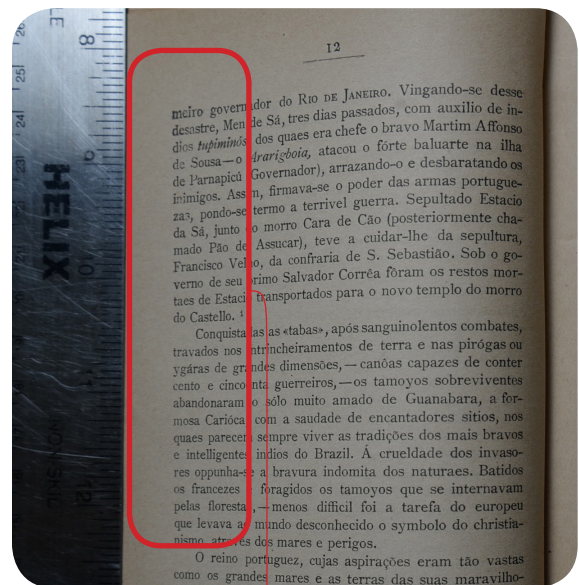 HELIX
12
meiro governador do RIO DE JANEIRO. Vingando-se desse
desastre, Men de Sá, tres dias passados, com auxilio de in-
dios tupiminós, dos quaes era chefe o bravo Martim Affonso
de Sousa—o Ararigboia, atacou o fórte baluarte na ilha
de Parnapicú (Governador), arrazando-o e desbaratando os
inimigos. Assim, firmava-se o poder das armas portugue-
zas, pondo-se termo a terrivel guerra. Sepultado Estacio
da Sá, junto do morro Cara de Cão (posteriormente cha-
mado Pão de Assucar), teve a cuidar-lhe da sepultura,
Francisco Velho, da confraria de S. Sebastião. Sob o go-
verno de seu primo Salvador Corrêa fôram os restos mor-
taes de Estacio transportados para o novo templo do morro
do Castello. ¹
Conquistadas as «tabas», após sanguinolentos combates,
travados nos intrincheiramentos de terra e nas pirógas ou
ygáras de grandes dimensões,—canôas capazes de conter
cento e cincoenta guerreiros,—os tamoyos sobreviventes
abandonaram o sólo muito amado de Guanabara, a for-
mosa Carióca, com a saudade de encantadores sitios, nos
quaes parecem sempre viver as tradições dos mais bravos
e intelligentes indios do Brazil. Á crueldade dos invaso-
res oppunha-se a bravura indomita dos naturaes. Batidos
os francezes e foragidos os tamoyos que se internavam
pelas florestas,—menos difficil foi a tarefa do europeu
que levava ao mundo desconhecido o symbolo do christia-
nismo, através dos mares e perigos.
O reino portuguez, cujas aspirações eram tão vastas
como os grandes mares e as terras das suas maravilho-